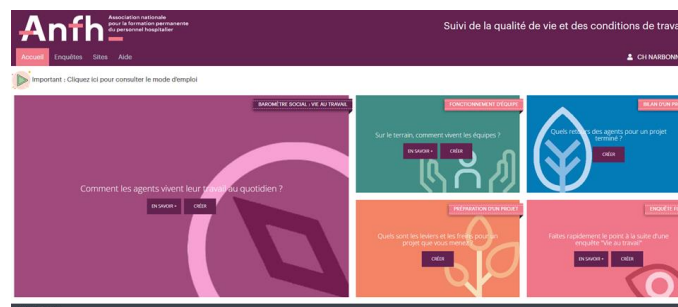 Anfh
Association nationale
pour la formation permanente
du personnel hospitalier
Suivi de la qualité de vie et des conditions de trava
Accueil Enquêtes Sites Aide
CH NARBONN
Important : Cliquez ici pour consulter le mode d'emploi
BAROMÈTRE SOCIAL : VIE AU TRAVAIL
Comment les agents vivent leur travail au quotidien ?
EN SAVOIR + CRÉER
FONCTIONNEMENT D'ÉQUIPE
Sur le terrain, comment vivent les équipes ?
EN SAVOIR + CRÉER
BILAN D'UN PR
Quels retours des agents pour un projet
terminé ?
CRÉER
PRÉPARATION D'UN PROJET
Quels sont les leviers et les freins pour un
projet que vous menez ?
CRÉER
ENQUÊTE
Faites rapidement le point à la suite d'une
enquête "Vie au travail"
EN SAVOIR + CRÉER